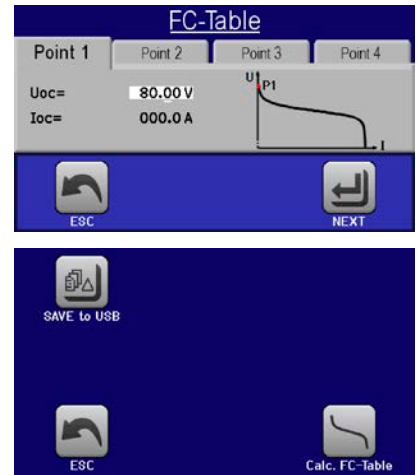 FC-Table
Point 1 Point 2 Point 3 Point 4
Uoc= 80.00 V
Ioc= 000.0 A
U
P1
I
ESC NEXT
SAVE to USB
ESC Calc. FC-Table